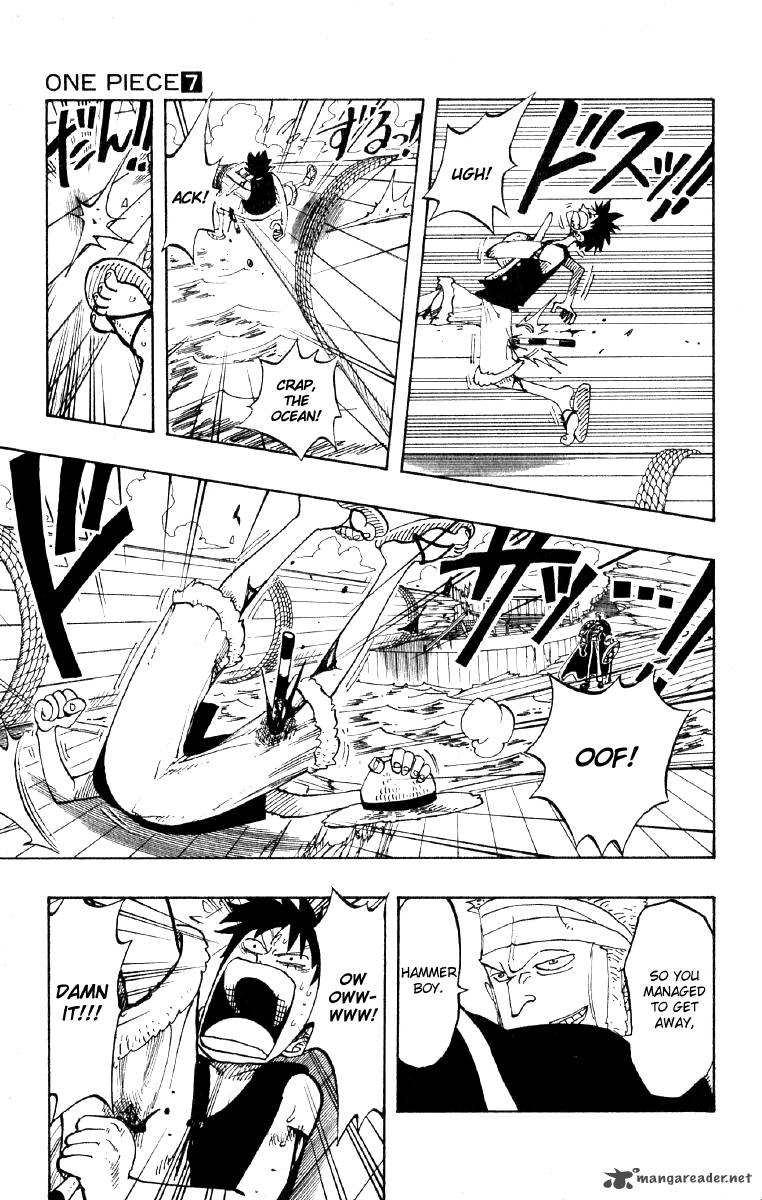 ONE PIECE 7
ドスッ!!
UGH!
ずるっ!
ACK!
CRAP,
THE
OCEAN!
だん!!
ドザッ...!!
OOF!
SO YOU
MANAGED
TO GET
AWAY,
HAMMER
BOY.
OW
OWW-
WWW!
DAMN
IT!!!
mangareader.net